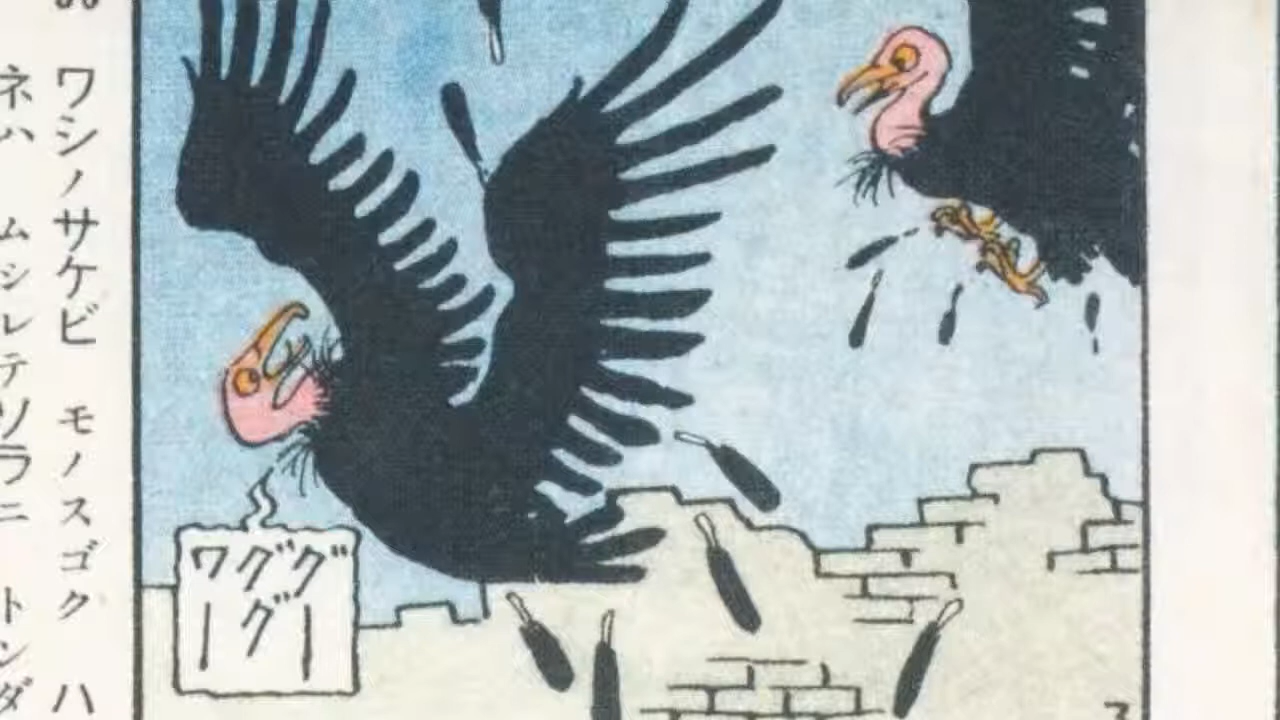 グー
ググ
ワー
ワシノサケビ モノスゴク ハ
ネハ ムシレテソラニ トンダ